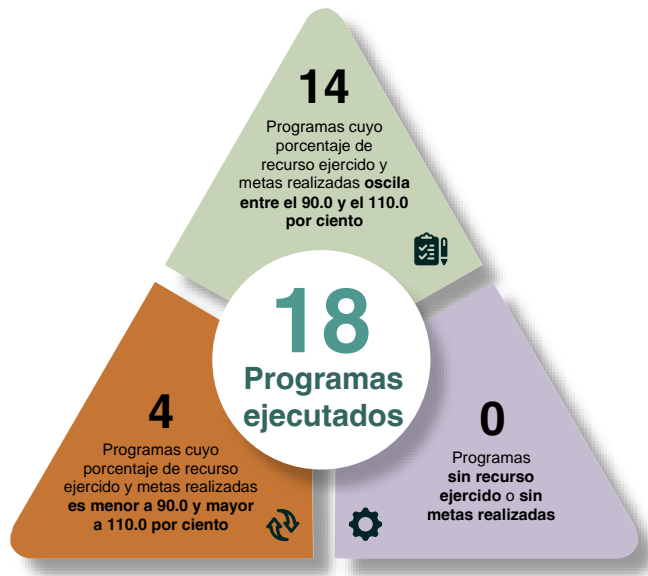 14
Programas cuyo
porcentaje de
recurso ejercido y
metas realizadas oscila
entre el 90.0 y el 110.0
por ciento
18
Programas
ejecutados
4
Programas cuyo
porcentaje de recurso
ejercido y metas realizadas
es menor a 90.0 y mayor
a 110.0 por ciento
0
Programas
sin recurso
ejercido o sin
metas realizadas